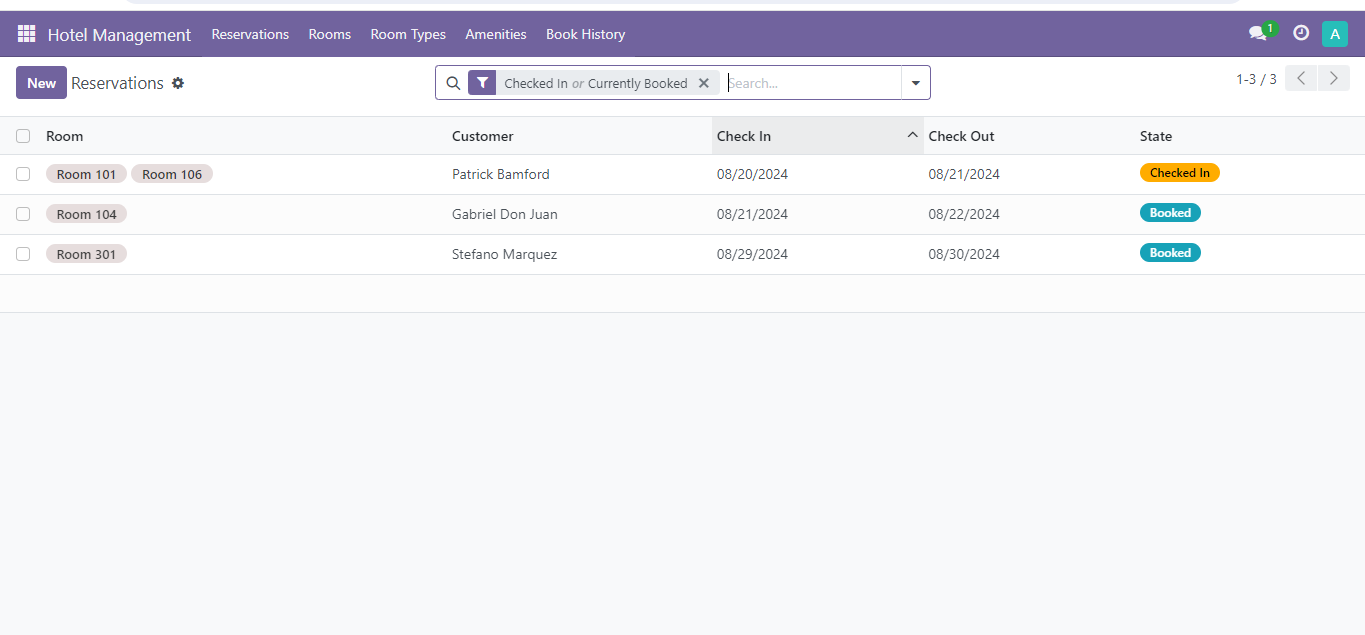 Hotel Management Reservations Rooms Room Types Amenities Book History 1 A
New Reservations Checked In or Currently Booked Search... 1-3 / 3
Room Customer Check In Check Out State
Room 101 Room 106 Patrick Bamford 08/20/2024 08/21/2024 Checked In
Room 104 Gabriel Don Juan 08/21/2024 08/22/2024 Booked
Room 301 Stefano Marquez 08/29/2024 08/30/2024 Booked